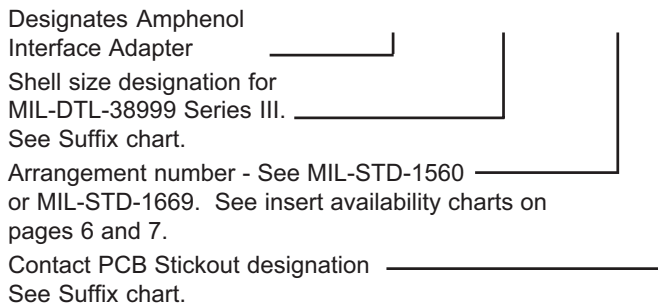 Designates Amphenol
Interface Adapter
Shell size designation for
MIL-DTL-38999 Series III.
See Suffix chart.
Arrangement number - See MIL-STD-1560
or MIL-STD-1669. See insert availability charts on
pages 6 and 7.
Contact PCB Stickout designation
See Suffix chart.